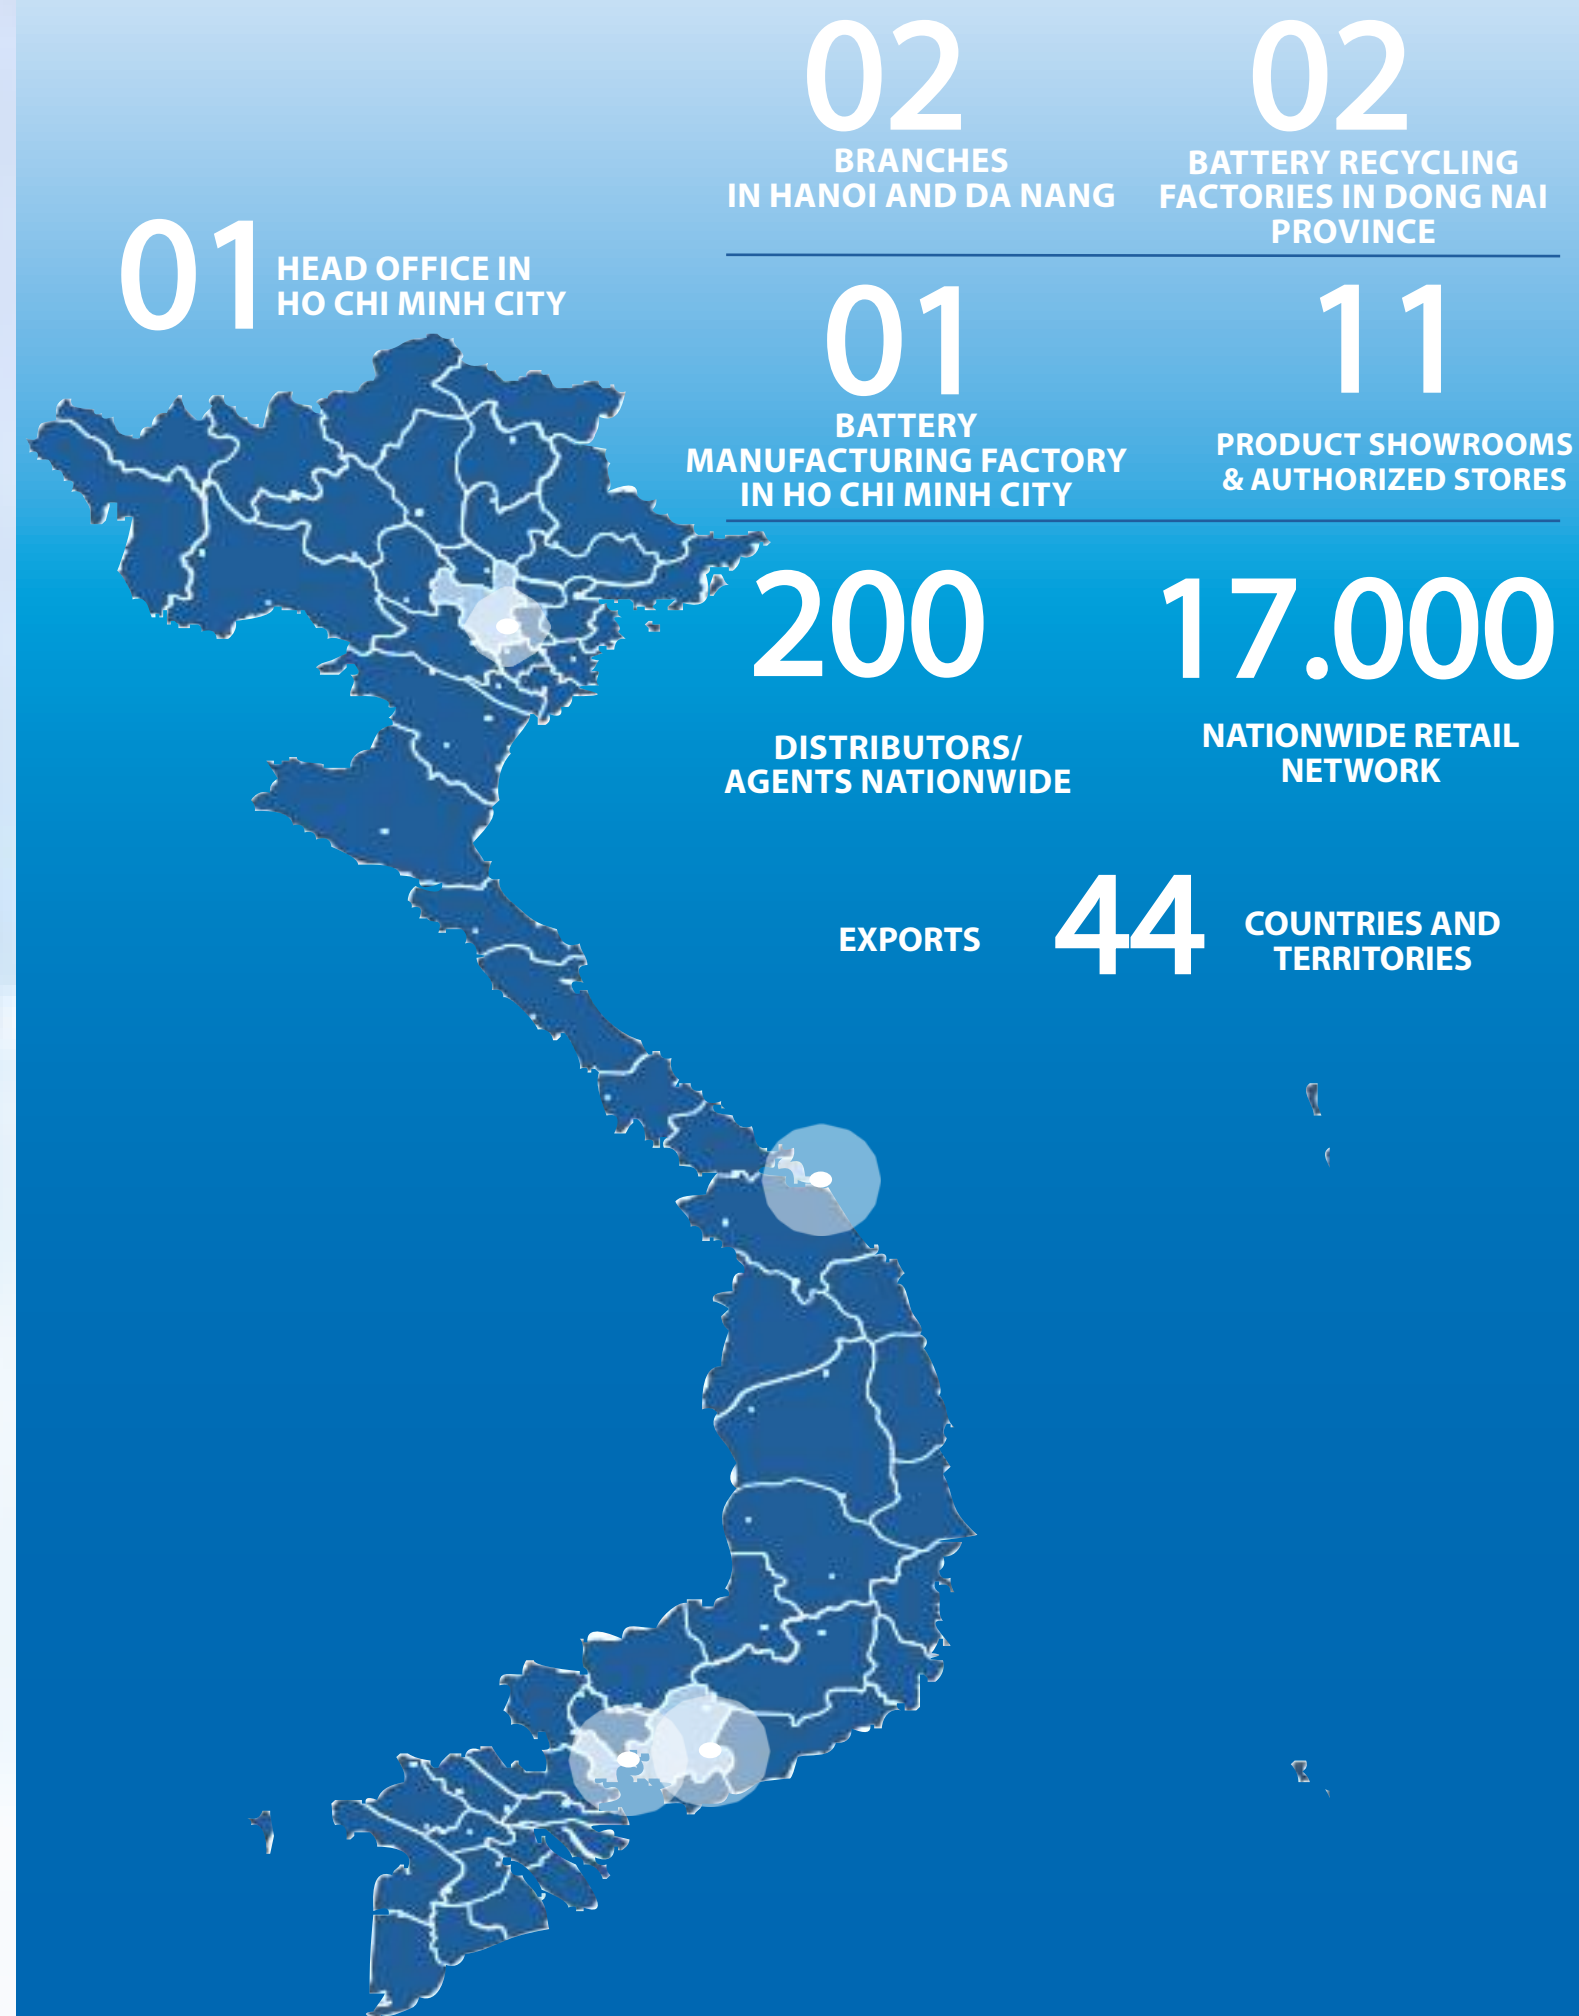 02
BRANCHES
IN HANOI AND DA NANG
02
BATTERY RECYCLING
FACTORIES IN DONG NAI
PROVINCE
01
HEAD OFFICE IN
HO CHI MINH CITY
01
BATTERY
MANUFACTURING FACTORY
IN HO CHI MINH CITY
11
PRODUCT SHOWROOMS
& AUTHORIZED STORES
200
DISTRIBUTORS/
AGENTS NATIONWIDE
17.000
NATIONWIDE RETAIL
NETWORK
EXPORTS
44
COUNTRIES AND
TERRITORIES